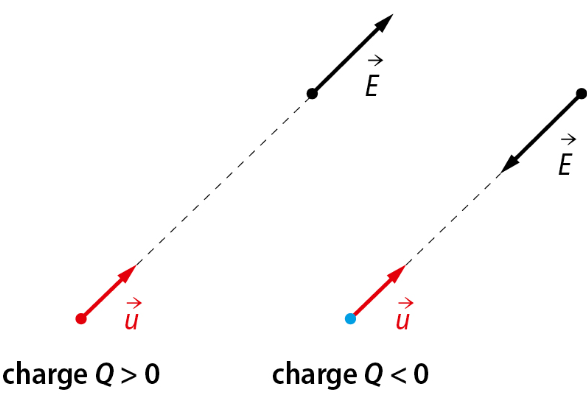 E⃗
E⃗
u⃗
u⃗
charge Q > 0
charge Q < 0